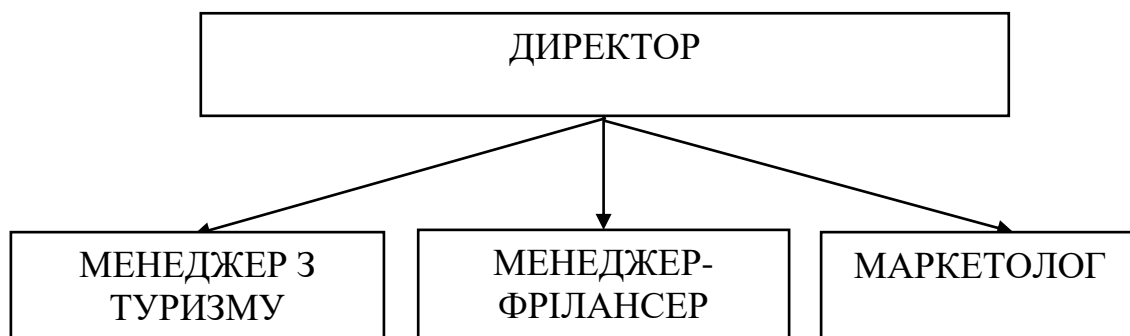 ДИРЕКТОР
МЕНЕДЖЕР З
ТУРИЗМУ
МЕНЕДЖЕР-
ФРІЛАНСЕР
МАРКЕТОЛОГ